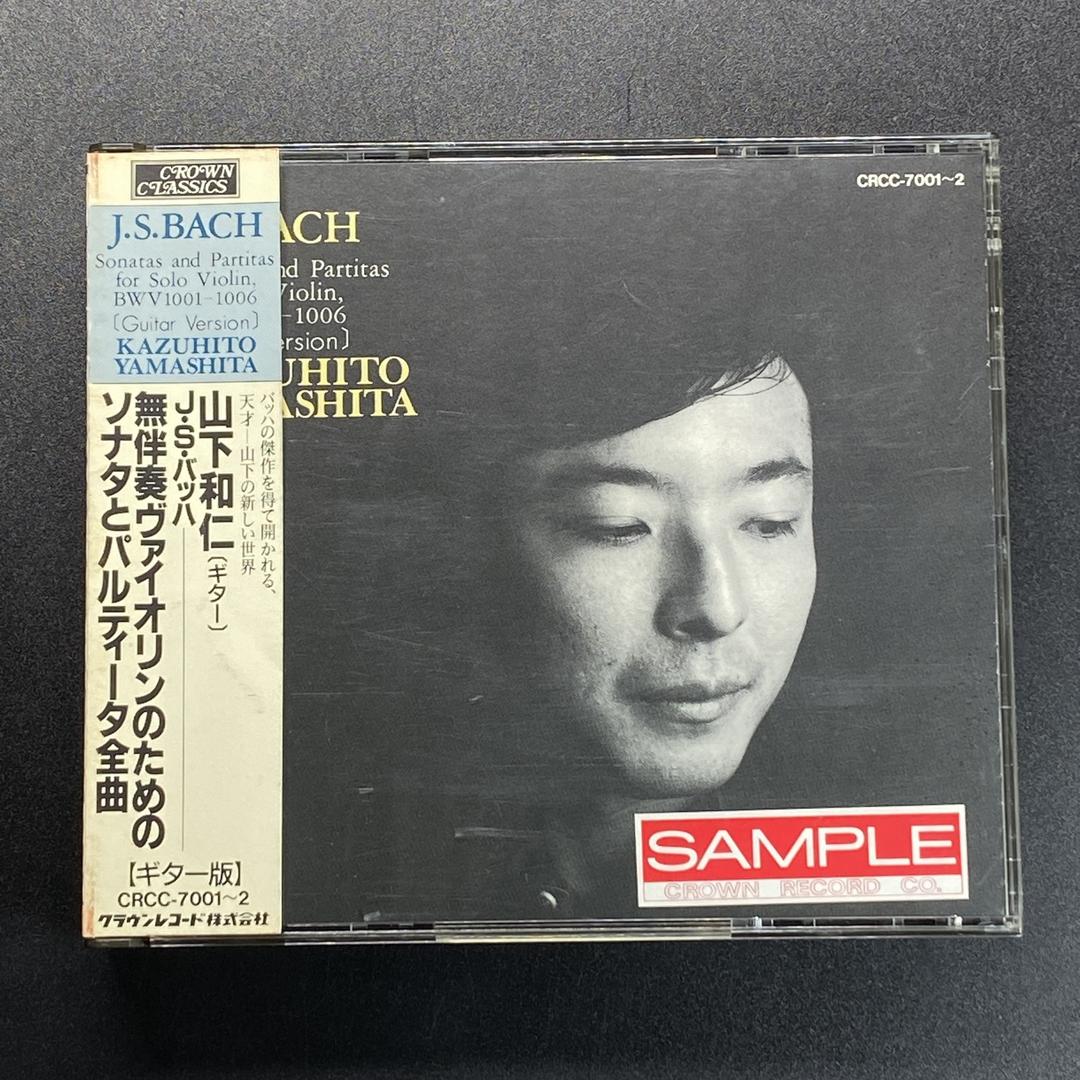 CROWN
CLASSICS
J.S.BACH
Sonatas and Partitas
for Solo Violin,
BWV1001-1006
〔Guitar Version〕
KAZUHITO
YAMASHITA
バッハの傑作を得て開かれる、
天才—山下の新しい世界
山下和仁(ギター)
J・S・バッハ
無伴奏ヴァイオリンのための
ソナタとパルティータ全曲
【ギター版】
CRCC-7001~2
クラウンレコード株式会社
ACH
nd Partitas
Violin,
-1006
ersion〕
UHITO
ASHITA
CRCC-7001~2
SAMPLE
CROWN RECORD CO.